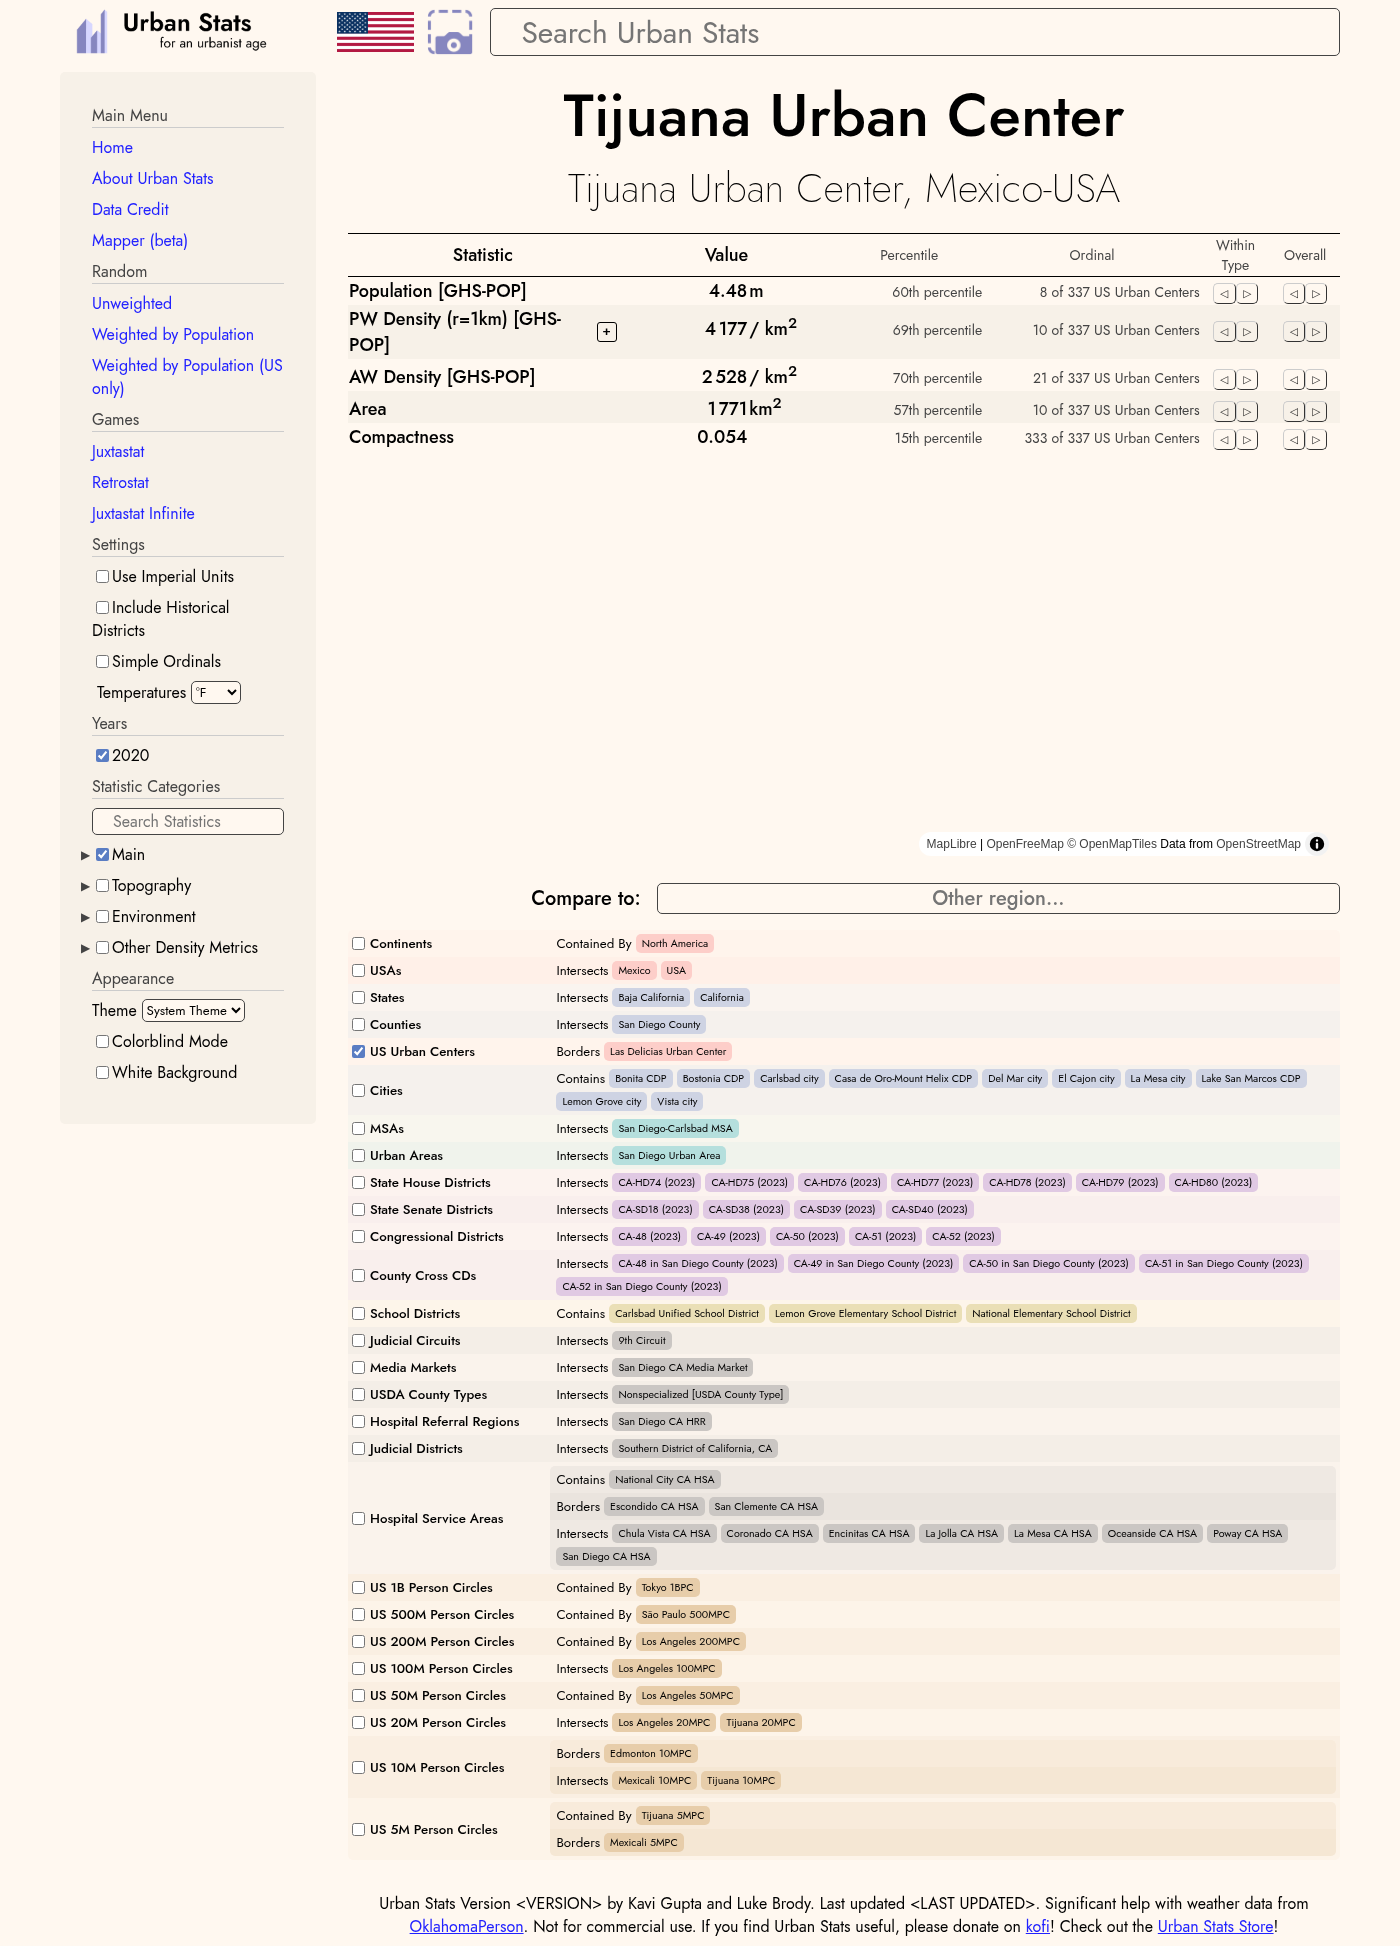 Urban Stats
for an urbanist age
Search Urban Stats
Main Menu
Home
About Urban Stats
Data Credit
Mapper (beta)
Random
Unweighted
Weighted by Population
Weighted by Population (US
only)
Games
Juxtastat
Retrostat
Juxtastat Infinite
Settings
Use Imperial Units
Include Historical
Districts
Simple Ordinals
Temperatures °F
Years
2020
Statistic Categories
Search Statistics
Main
Topography
Environment
Other Density Metrics
Appearance
Theme System Theme
Colorblind Mode
White Background
Tijuana Urban Center
Tijuana Urban Center, Mexico-USA
Statistic Value Percentile Ordinal Within Type Overall
Population [GHS-POP] 4.48 m 60th percentile 8 of 337 US Urban Centers
PW Density (r=1km) [GHS-
POP] + 4 177 / km2 69th percentile 10 of 337 US Urban Centers
AW Density [GHS-POP] 2 528 / km2 70th percentile 21 of 337 US Urban Centers
Area 1 771 km2 57th percentile 10 of 337 US Urban Centers
Compactness 0.054 15th percentile 333 of 337 US Urban Centers
MapLibre | OpenFreeMap © OpenMapTiles Data from OpenStreetMap
Compare to: Other region...
Continents Contained By North America
USAs Intersects Mexico USA
States Intersects Baja California California
Counties Intersects San Diego County
US Urban Centers Borders Las Delicias Urban Center
Cities Contains Bonita CDP Bostonia CDP Carlsbad city Casa de Oro-Mount Helix CDP Del Mar city El Cajon city La Mesa city Lake San Marcos CDP
Lemon Grove city Vista city
MSAs Intersects San Diego-Carlsbad MSA
Urban Areas Intersects San Diego Urban Area
State House Districts Intersects CA-HD74 (2023) CA-HD75 (2023) CA-HD76 (2023) CA-HD77 (2023) CA-HD78 (2023) CA-HD79 (2023) CA-HD80 (2023)
State Senate Districts Intersects CA-SD18 (2023) CA-SD38 (2023) CA-SD39 (2023) CA-SD40 (2023)
Congressional Districts Intersects CA-48 (2023) CA-49 (2023) CA-50 (2023) CA-51 (2023) CA-52 (2023)
County Cross CDs Intersects CA-48 in San Diego County (2023) CA-49 in San Diego County (2023) CA-50 in San Diego County (2023) CA-51 in San Diego County (2023)
CA-52 in San Diego County (2023)
School Districts Contains Carlsbad Unified School District Lemon Grove Elementary School District National Elementary School District
Judicial Circuits Intersects 9th Circuit
Media Markets Intersects San Diego CA Media Market
USDA County Types Intersects Nonspecialized [USDA County Type]
Hospital Referral Regions Intersects San Diego CA HRR
Judicial Districts Intersects Southern District of California, CA
Hospital Service Areas Contains National City CA HSA
Borders Escondido CA HSA San Clemente CA HSA
Intersects Chula Vista CA HSA Coronado CA HSA Encinitas CA HSA La Jolla CA HSA La Mesa CA HSA Oceanside CA HSA Poway CA HSA
San Diego CA HSA
US 1B Person Circles Contained By Tokyo 1BPC
US 500M Person Circles Contained By São Paulo 500MPC
US 200M Person Circles Contained By Los Angeles 200MPC
US 100M Person Circles Intersects Los Angeles 100MPC
US 50M Person Circles Contained By Los Angeles 50MPC
US 20M Person Circles Intersects Los Angeles 20MPC Tijuana 20MPC
US 10M Person Circles Borders Edmonton 10MPC
Intersects Mexicali 10MPC Tijuana 10MPC
US 5M Person Circles Contained By Tijuana 5MPC
Borders Mexicali 5MPC
Urban Stats Version <VERSION> by Kavi Gupta and Luke Brody. Last updated <LAST UPDATED>. Significant help with weather data from
OklahomaPerson. Not for commercial use. If you find Urban Stats useful, please donate on kofi! Check out the Urban Stats Store!